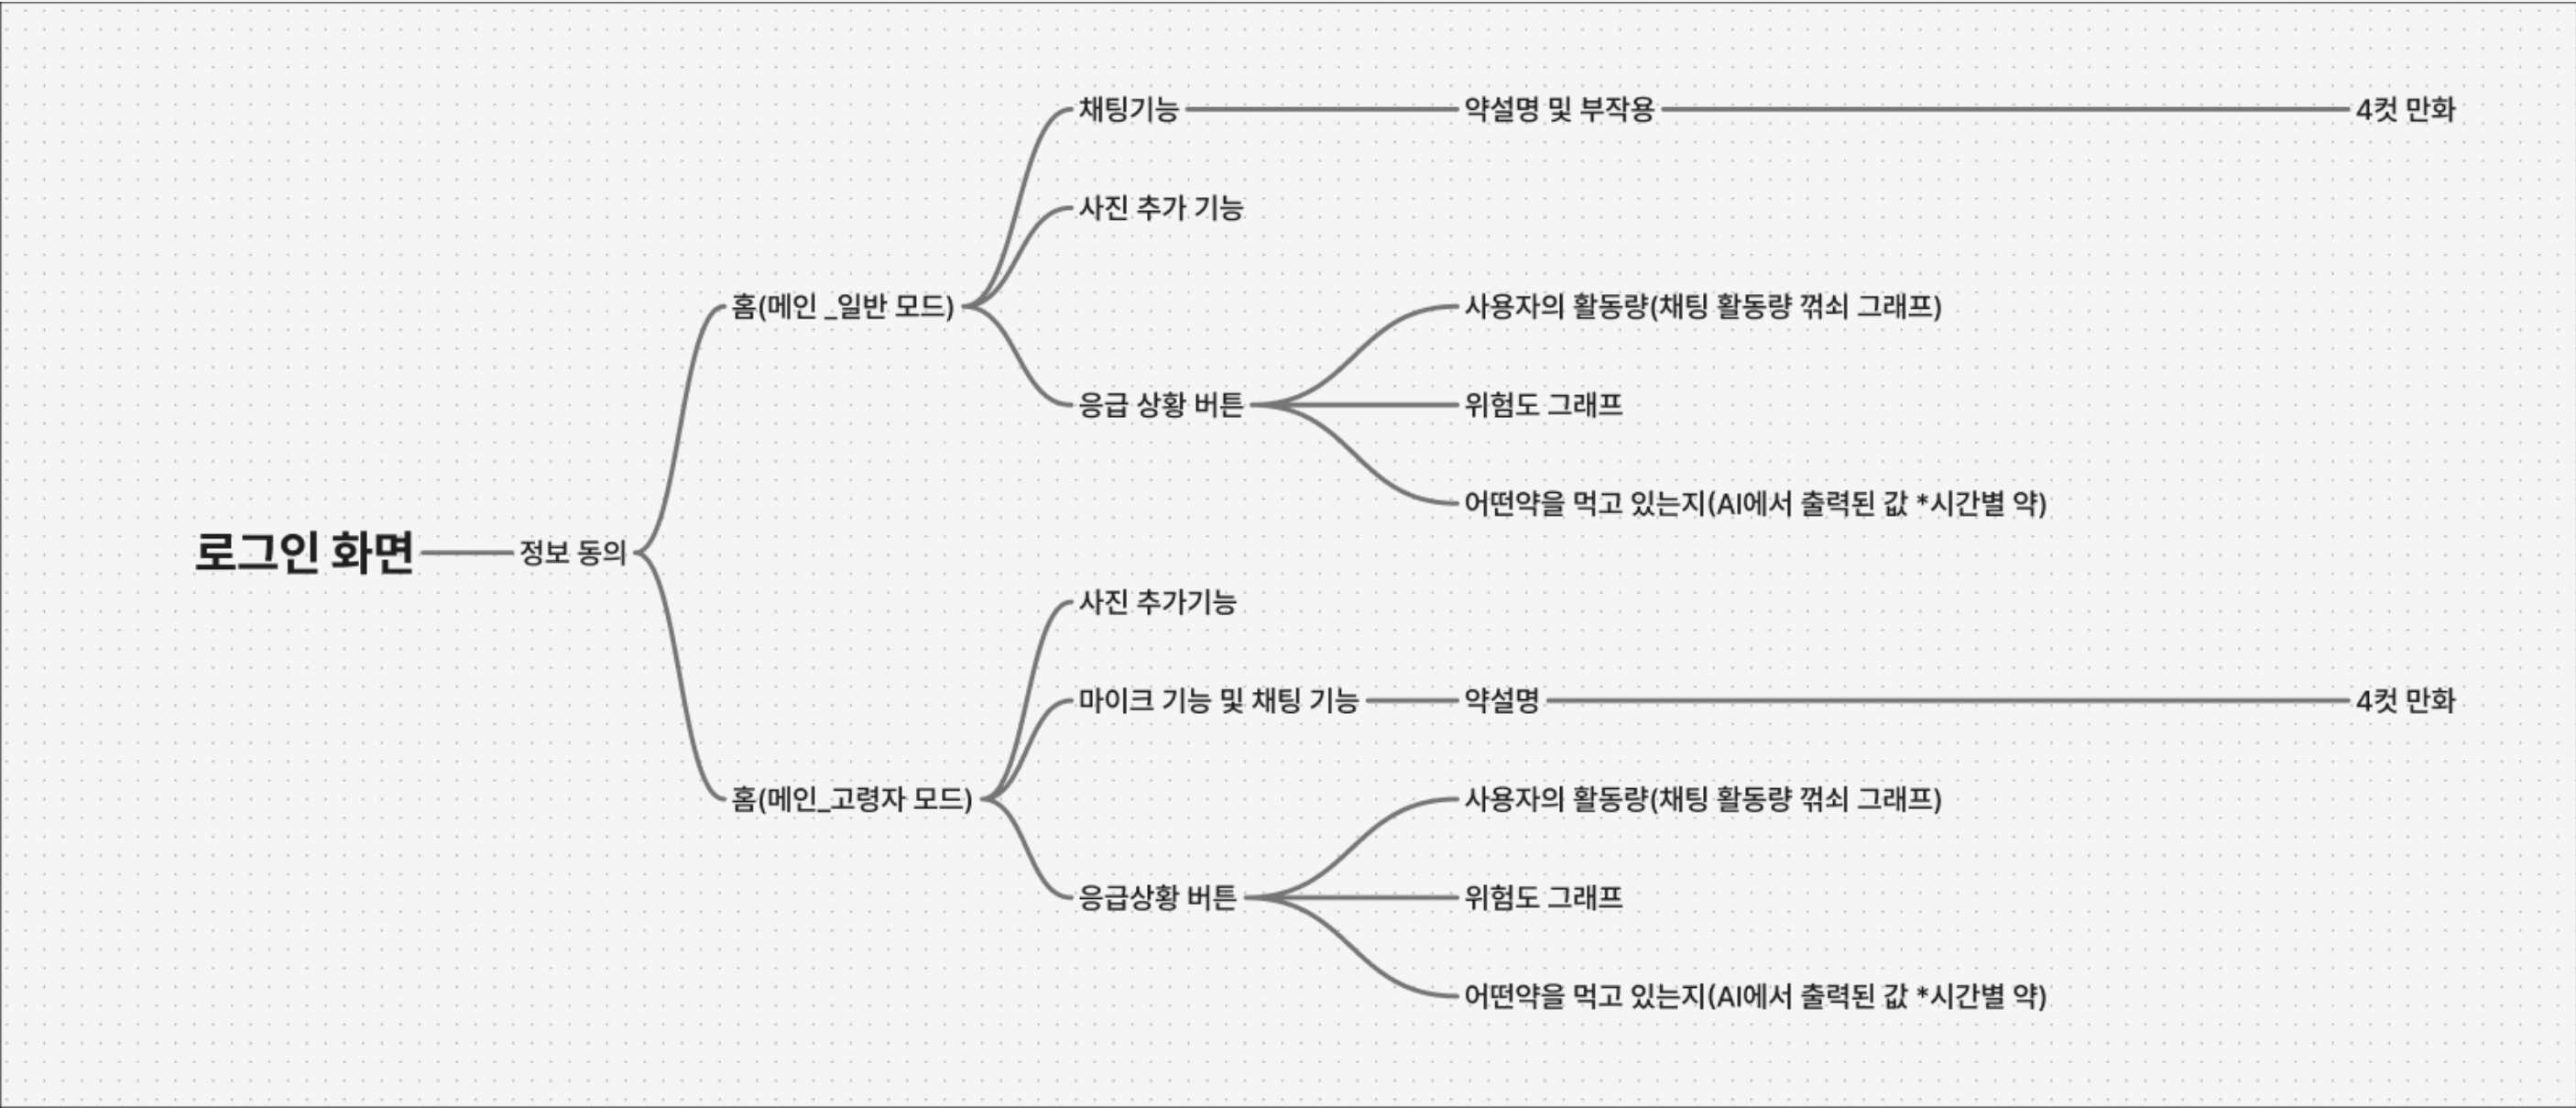 채팅기능
약설명 및 부작용
4컷 만화
사진 추가 기능
홈(메인 _일반 모드)
사용자의 활동량(채팅 활동량 꺾쇠 그래프)
응급 상황 버튼
위험도 그래프
어떤약을 먹고 있는지(AI에서 출력된 값 *시간별 약)
로그인 화면
정보 동의
사진 추가기능
마이크 기능 및 채팅 기능
약설명
4컷 만화
홈(메인_고령자 모드)
사용자의 활동량(채팅 활동량 꺾쇠 그래프)
응급상황 버튼
위험도 그래프
어떤약을 먹고 있는지(AI에서 출력된 값 *시간별 약)